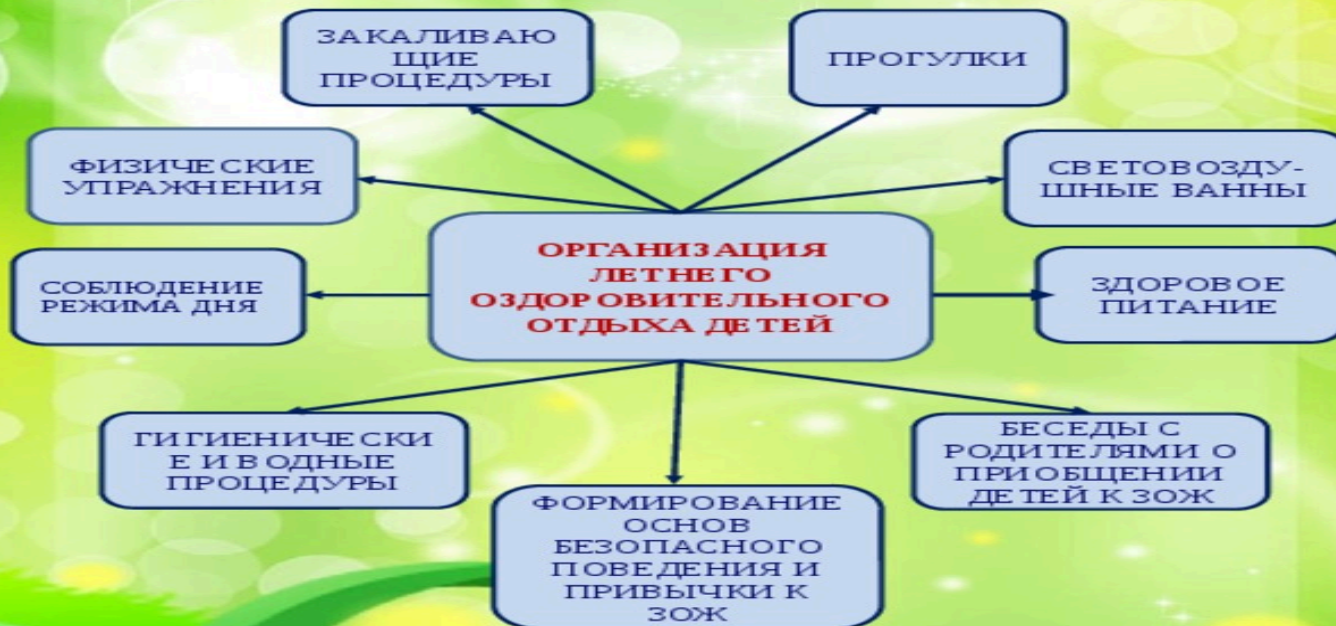 ЗАКАЛИВАЮ
ЩИЕ
ПРОЦЕДУРЫ
ПРОГУЛКИ
ФИЗИЧЕСКИЕ
УПРАЖНЕНИЯ
СВЕТОВОЗДУ-
ШНЫЕ ВАННЫ
ОРГАНИЗАЦИЯ
ЛЕТНЕГО
ОЗДОРОВИТЕЛЬНОГО
ОТДЫХА ДЕТЕЙ
СОБЛЮДЕНИЕ
РЕЖИМА ДНЯ
ЗДОРОВОЕ
ПИТАНИЕ
ГИГИЕНИЧЕСКИ
Е И ВОДНЫЕ
ПРОЦЕДУРЫ
ФОРМИРОВАНИЕ
ОСНОВ
БЕЗОПАСНОГО
ПОВЕДЕНИЯ И
ПРИВЫЧКИ К
ЗОЖ
БЕСЕДЫ С
РОДИТЕЛЯМИ О
ПРИОБЩЕНИИ
ДЕТЕЙ К ЗОЖ